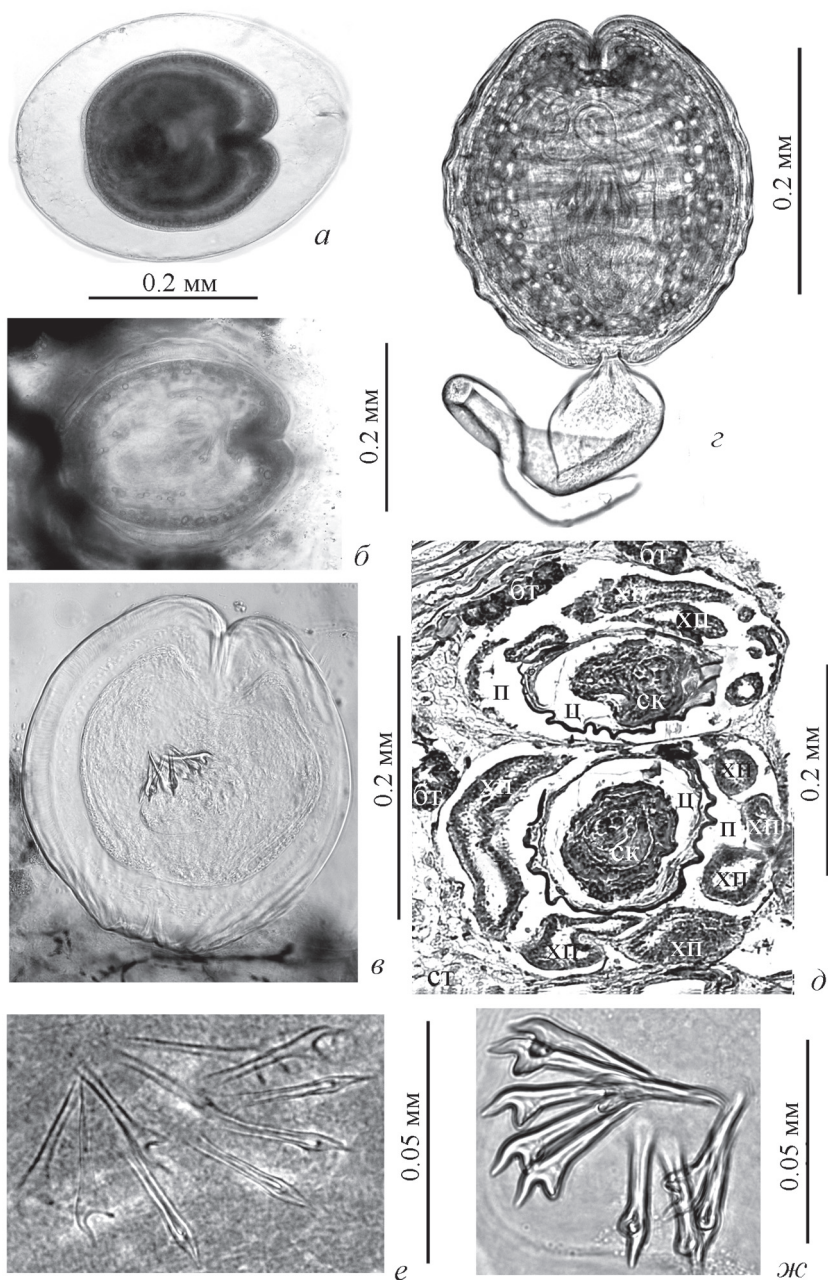 а
0.2 мм
г
0.2 мм
б
0.2 мм
в
0.2 мм
бт
бт
хп
хп
п
ц
ск
бт
хп
ц
ск
п
хп
хп
хп
хп
хп
ст
д
0.2 мм
е
0.05 мм
ж
0.05 мм